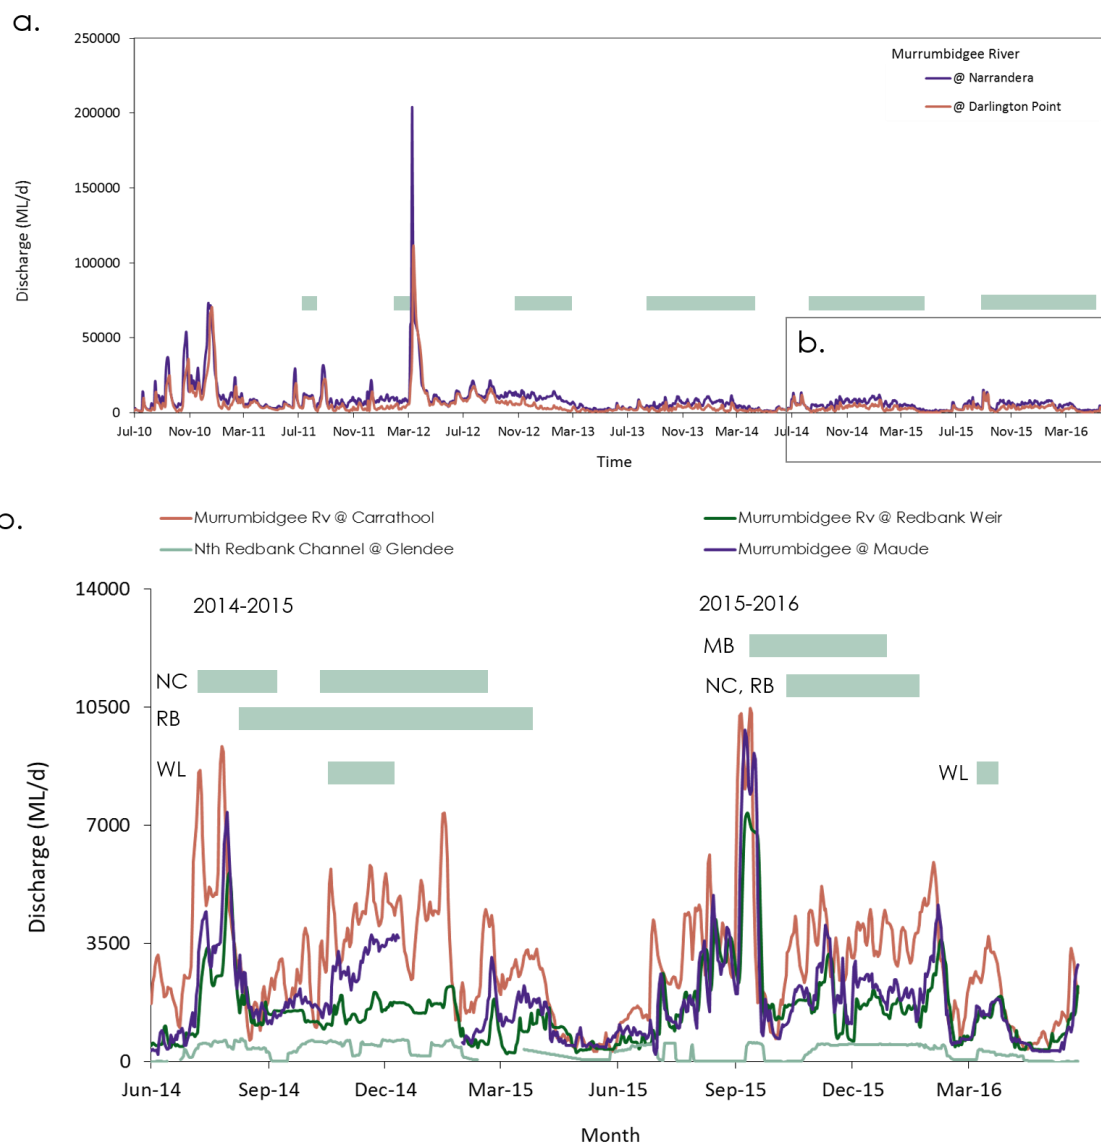 a.
250000
200000
150000
100000
50000
0
Discharge (ML/d)
Murrumbidgee River
@ Narrandera
@ Darlington Point
b.
Jul-10 Nov-10 Mar-11 Jul-11 Nov-11 Mar-12 Jul-12 Nov-12 Mar-13 Jul-13 Nov-13 Mar-14 Jul-14 Nov-14 Mar-15 Jul-15 Nov-15 Mar-16
Time
b.
Murrumbidgee Rv @ Carrathool Murrumbidgee Rv @ Redbank Weir
Nth Redbank Channel @ Glendee Murrumbidgee @ Maude
14000
10500
7000
3500
0
Discharge (ML/d)
2014-2015 2015-2016
MB
NC NC, RB
RB
WL WL
Jun-14 Sep-14 Dec-14 Mar-15 Jun-15 Sep-15 Dec-15 Mar-16
Month